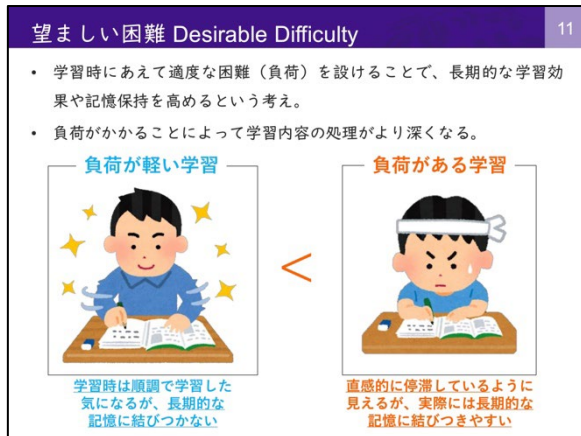 望ましい困難 Desirable Difficulty
11
• 学習時にあえて適度な困難（負荷）を設けることで、長期的な学習効
果や記憶保持を高めるという考え。
• 負荷がかかることによって学習内容の処理がより深くなる。
負荷が軽い学習
<
負荷がある学習
学習時は順調で学習した
気になるが、長期的な
記憶に結びつかない
直感的に停滞しているように
見えるが、実際には長期的な
記憶に結びつきやすい